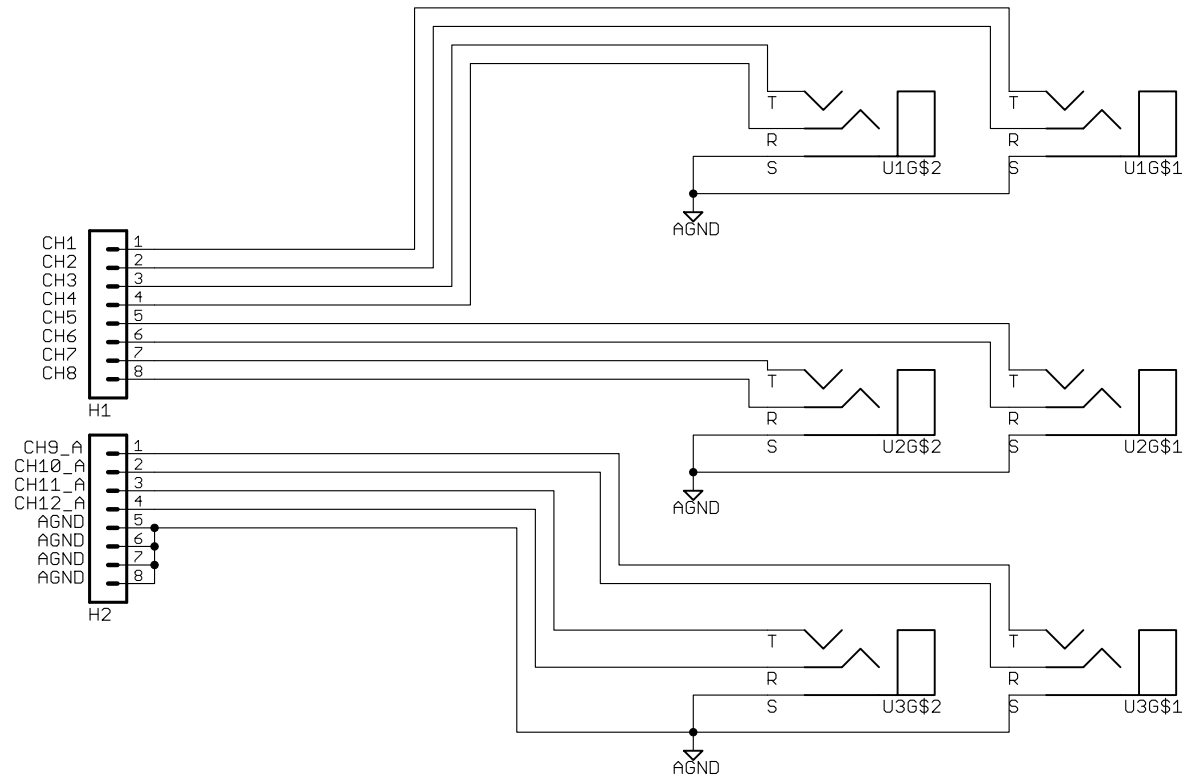 T
R
S
U1G$2
T
R
S
U1G$1
AGND
CH1
CH2
CH3
CH4
CH5
CH6
CH7
CH8
1
2
3
4
5
6
7
8
H1
T
R
S
U2G$2
T
R
S
U2G$1
AGND
CH9_A
CH10_A
CH11_A
CH12_A
AGND
AGND
AGND
AGND
1
2
3
4
5
6
7
8
H2
T
R
S
U3G$2
T
R
S
U3G$1
AGND